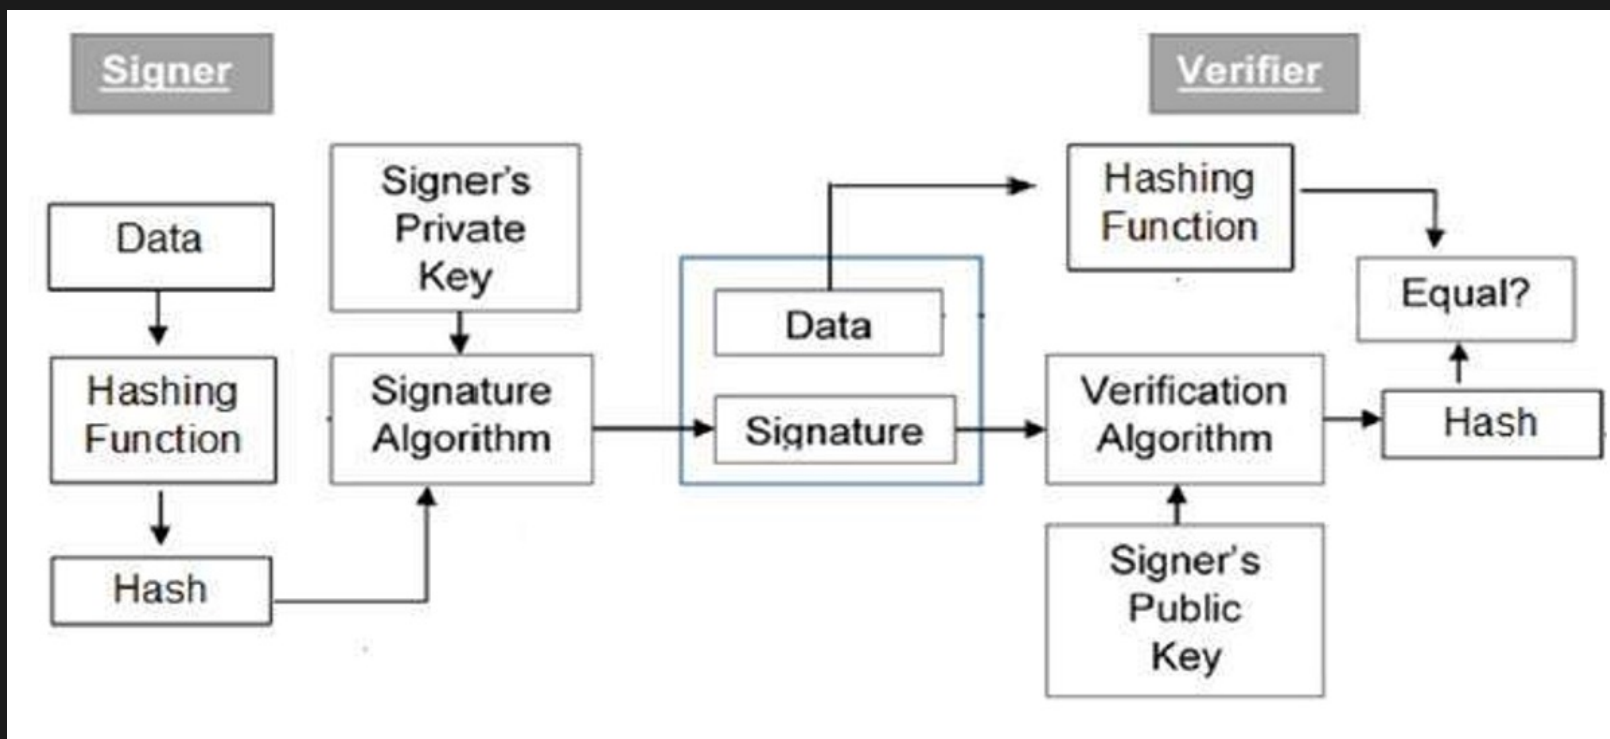 Signer
Verifier
Data
Hashing
Function
Hash
Signer's
Private
Key
Signature
Algorithm
Data
Signature
Hashing
Function
Equal?
Verification
Algorithm
Hash
Signer's
Public
Key